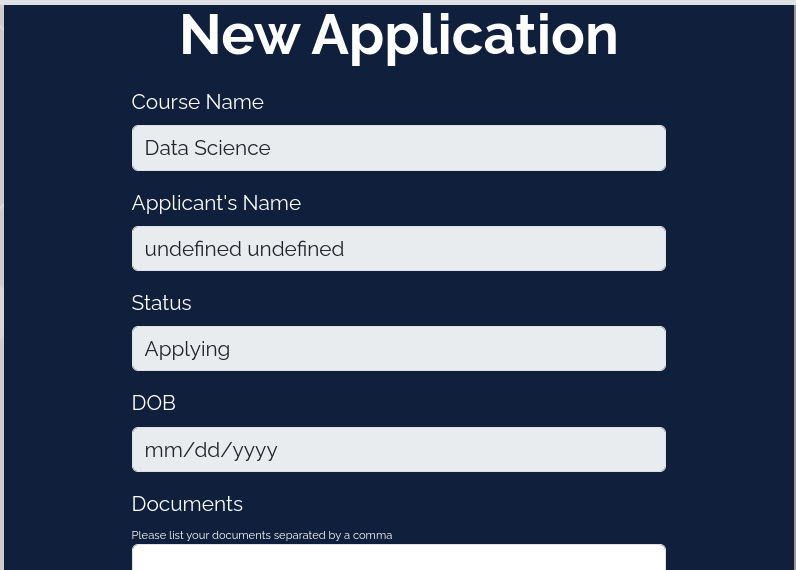 New Application
Course Name
Data Science
Applicant's Name
undefined undefined
Status
Applying
DOB
mm/dd/yyyy
Documents
Please list your documents separated by a comma